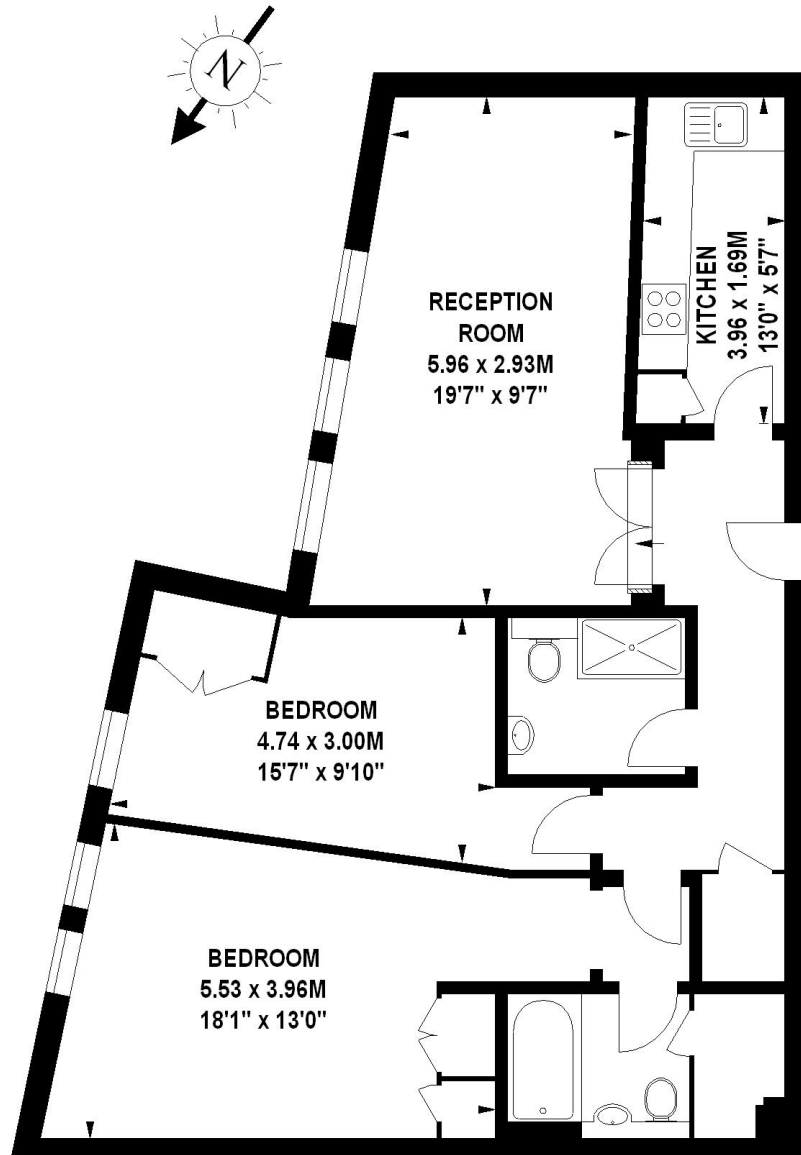 N
RECEPTION
ROOM
5.96 x 2.93M
19'7" x 9'7"
KITCHEN
3.96 x 1.69M
13'0" x 5'7"
BEDROOM
4.74 x 3.00M
15'7" x 9'10"
BEDROOM
5.53 x 3.96M
18'1" x 13'0"